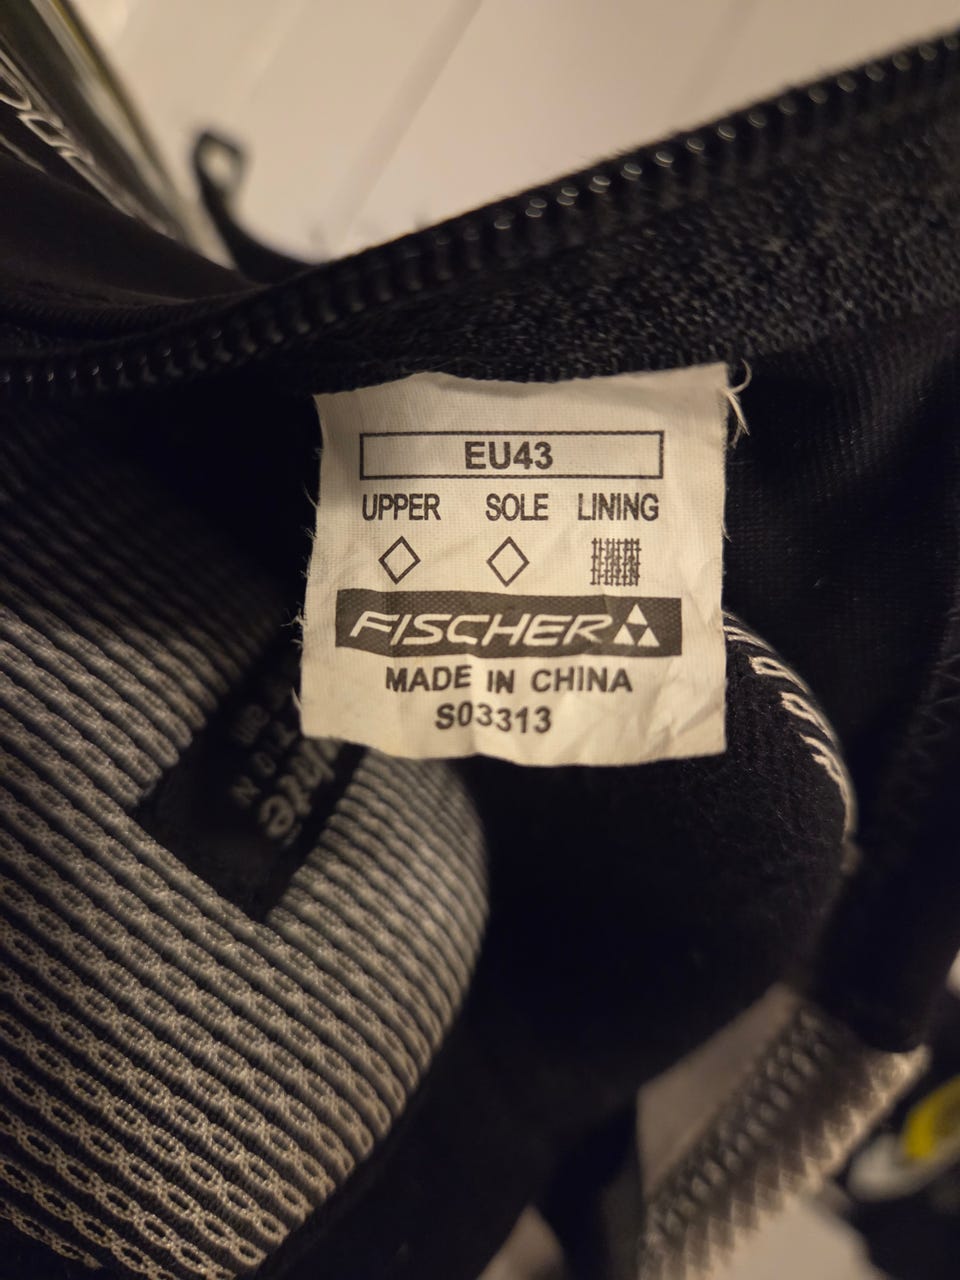 EU43
UPPER SOLE LINING
FISCHER
MADE IN CHINA
S03313